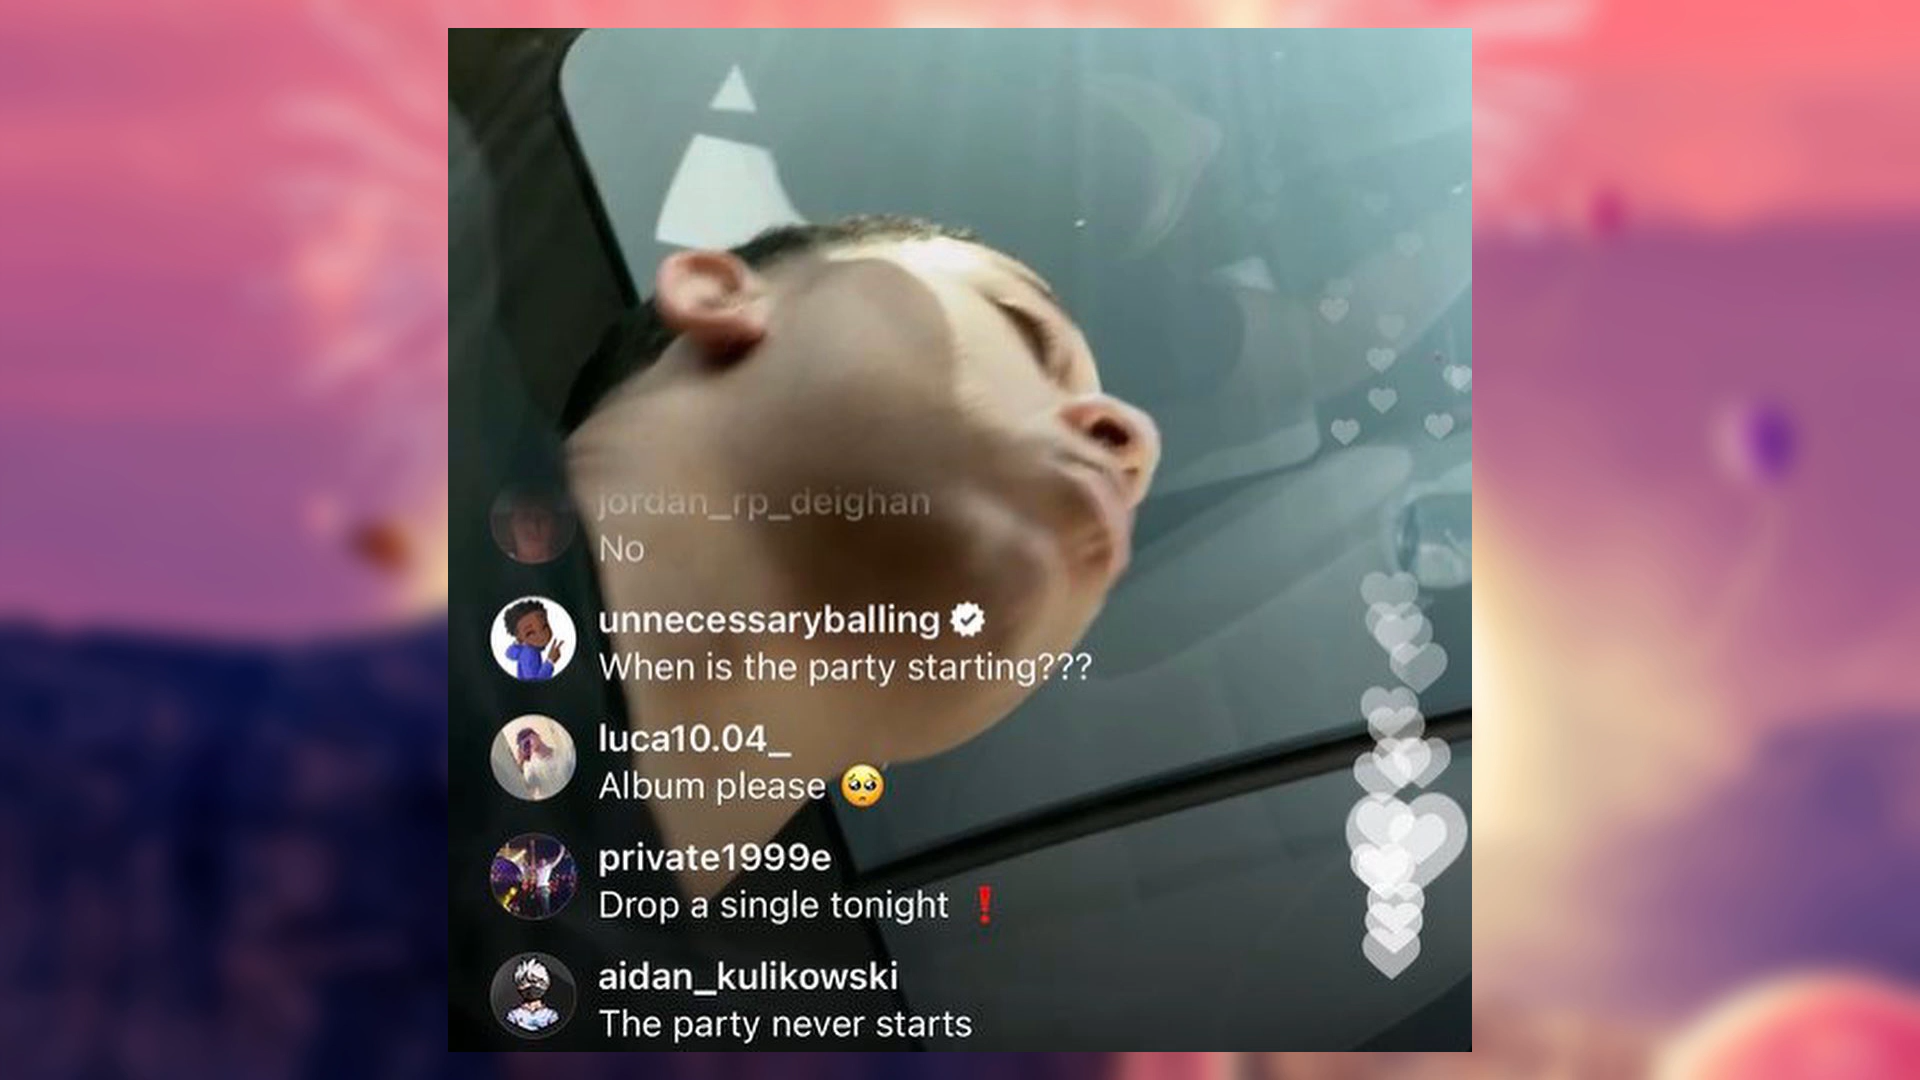 jordan_rp_deighan
No
unnecessaryballing
When is the party starting???
luca10.04_
Album please 🥺
private1999e
Drop a single tonight ❗
aidan_kulikowski
The party never starts